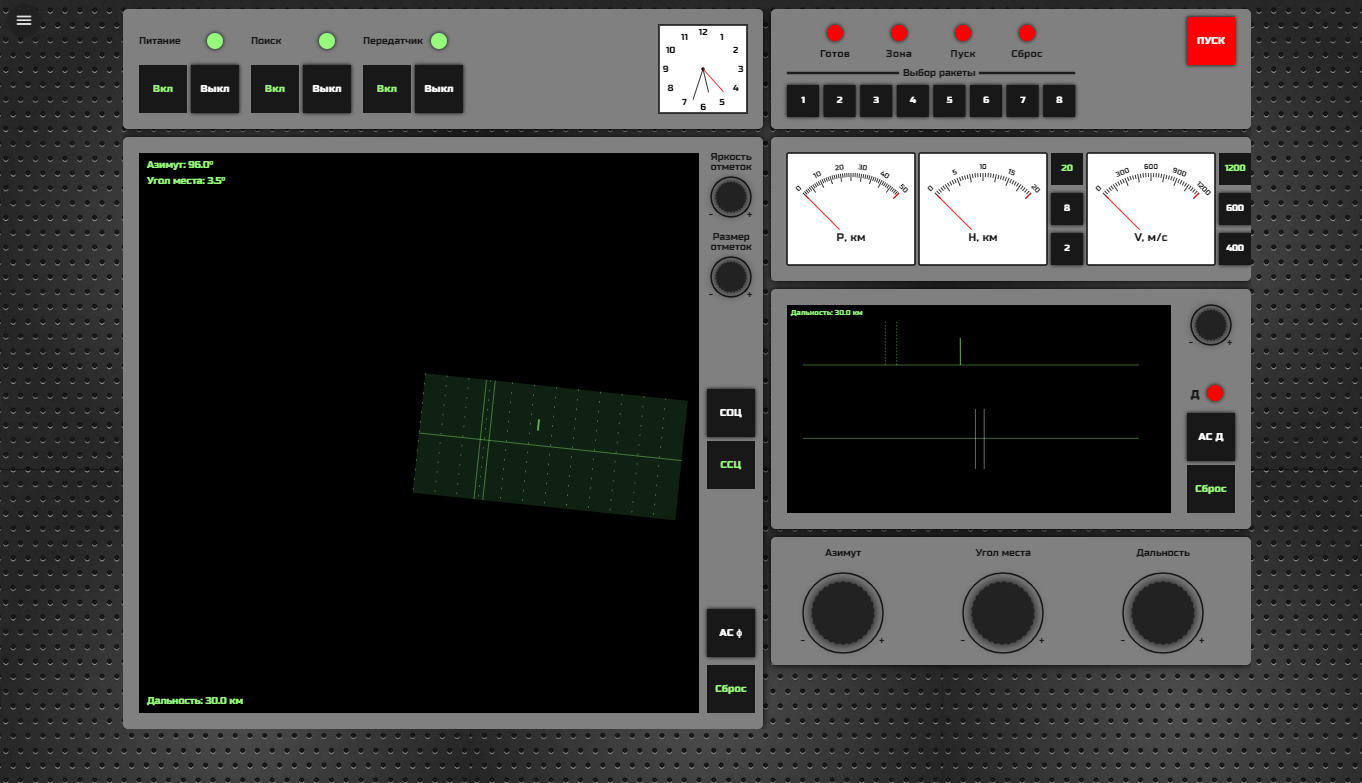 Питание
Поиск
Передатчик
Вкл
Выкл
Вкл
Выкл
Вкл
Выкл
12
1
2
3
4
5
6
7
8
9
10
11
Готов
Зона
Пуск
Сброс
ПУСК
Выбор ракеты
1 2 3 4 5 6 7 8
Азимут: 96.0°
Угол места: 3.5°
Дальность: 30.0 км
Яркость
отметок
- +
Размер
отметок
- +
СОЦ
ССЦ
АС ф
Сброс
0 10 20 30 40 50
P, км
0 5 10 15 20
H, км
20
8
2
0 300 600 900 1200
V, м/с
1200
600
400
Дальность: 30.0 км
- +
Д
АС Д
Сброс
Азимут
- +
Угол места
- +
Дальность
- +